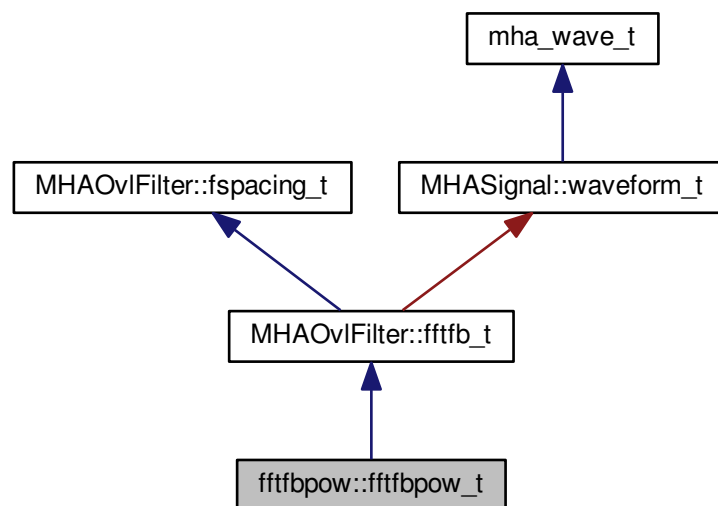 mha_wave_t
MHAOvlFilter::fspacing_t
MHASignal::waveform_t
MHAOvlFilter::fftfb_t
fftfbpow::fftfbpow_t